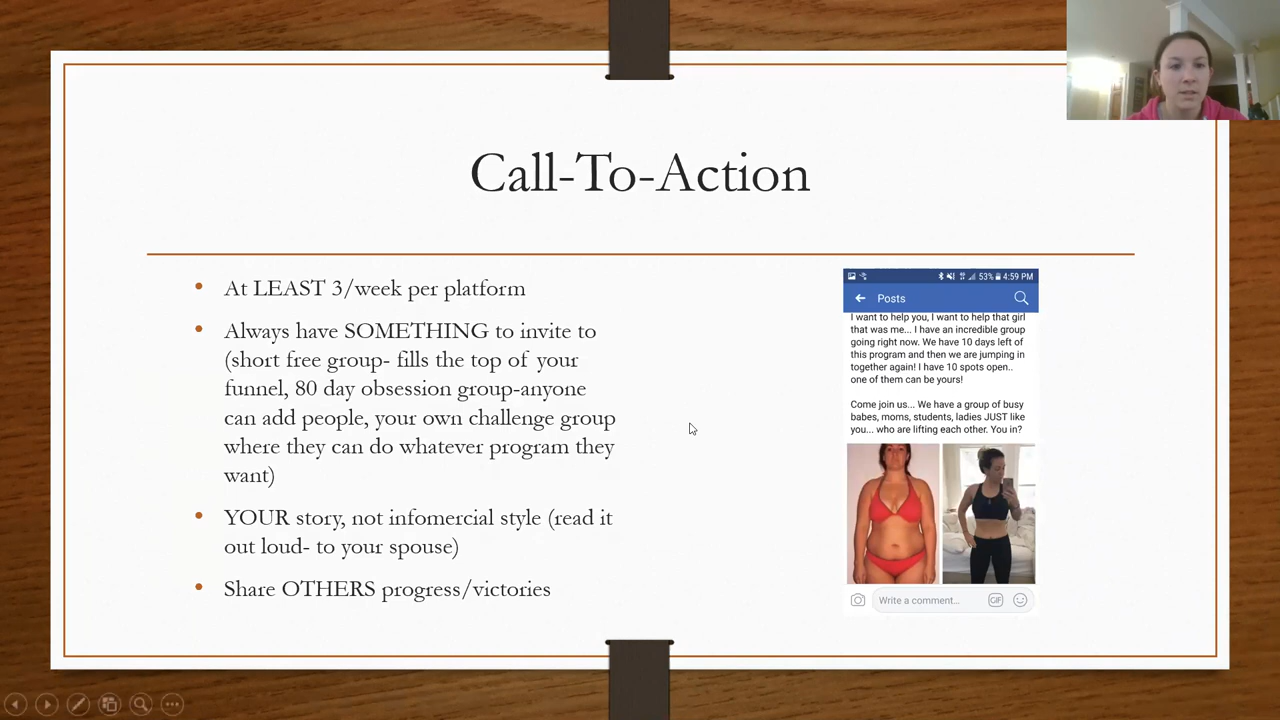 Call-To-Action
• At LEAST 3/week per platform
• Always have SOMETHING to invite to
(short free group- fills the top of your
funnel, 80 day obsession group-anyone
can add people, your own challenge group
where they can do whatever program they
want)
• YOUR story, not infomercial style (read it
out loud- to your spouse)
• Share OTHERS progress/victories
53% 4:59 PM
Posts
I want to help you, I want to help that girl
that was me... I have an incredible group
going right now. We have 10 days left of
this program and then we are jumping in
together again! I have 10 spots open..
one of them can be yours!
Come join us... We have a group of busy
babes, moms, students, ladies JUST like
you... who are lifting each other. You in?
Write a comment...
GIF